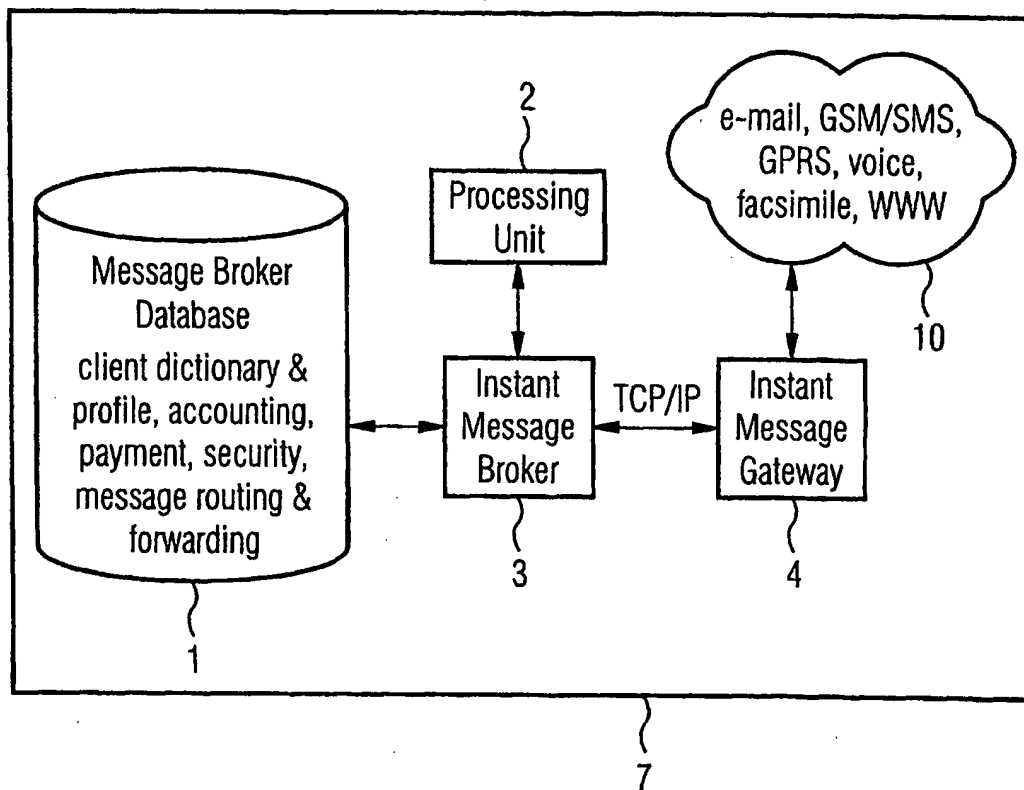 2
e-mail, GSM/SMS,
GPRS, voice,
facsimile, WWW
10
Processing
Unit
Message Broker
Database
client dictionary &
profile, accounting,
payment, security,
message routing &
forwarding
1
Instant
Message
Broker
3
TCP/IP
Instant
Message
Gateway
4
7